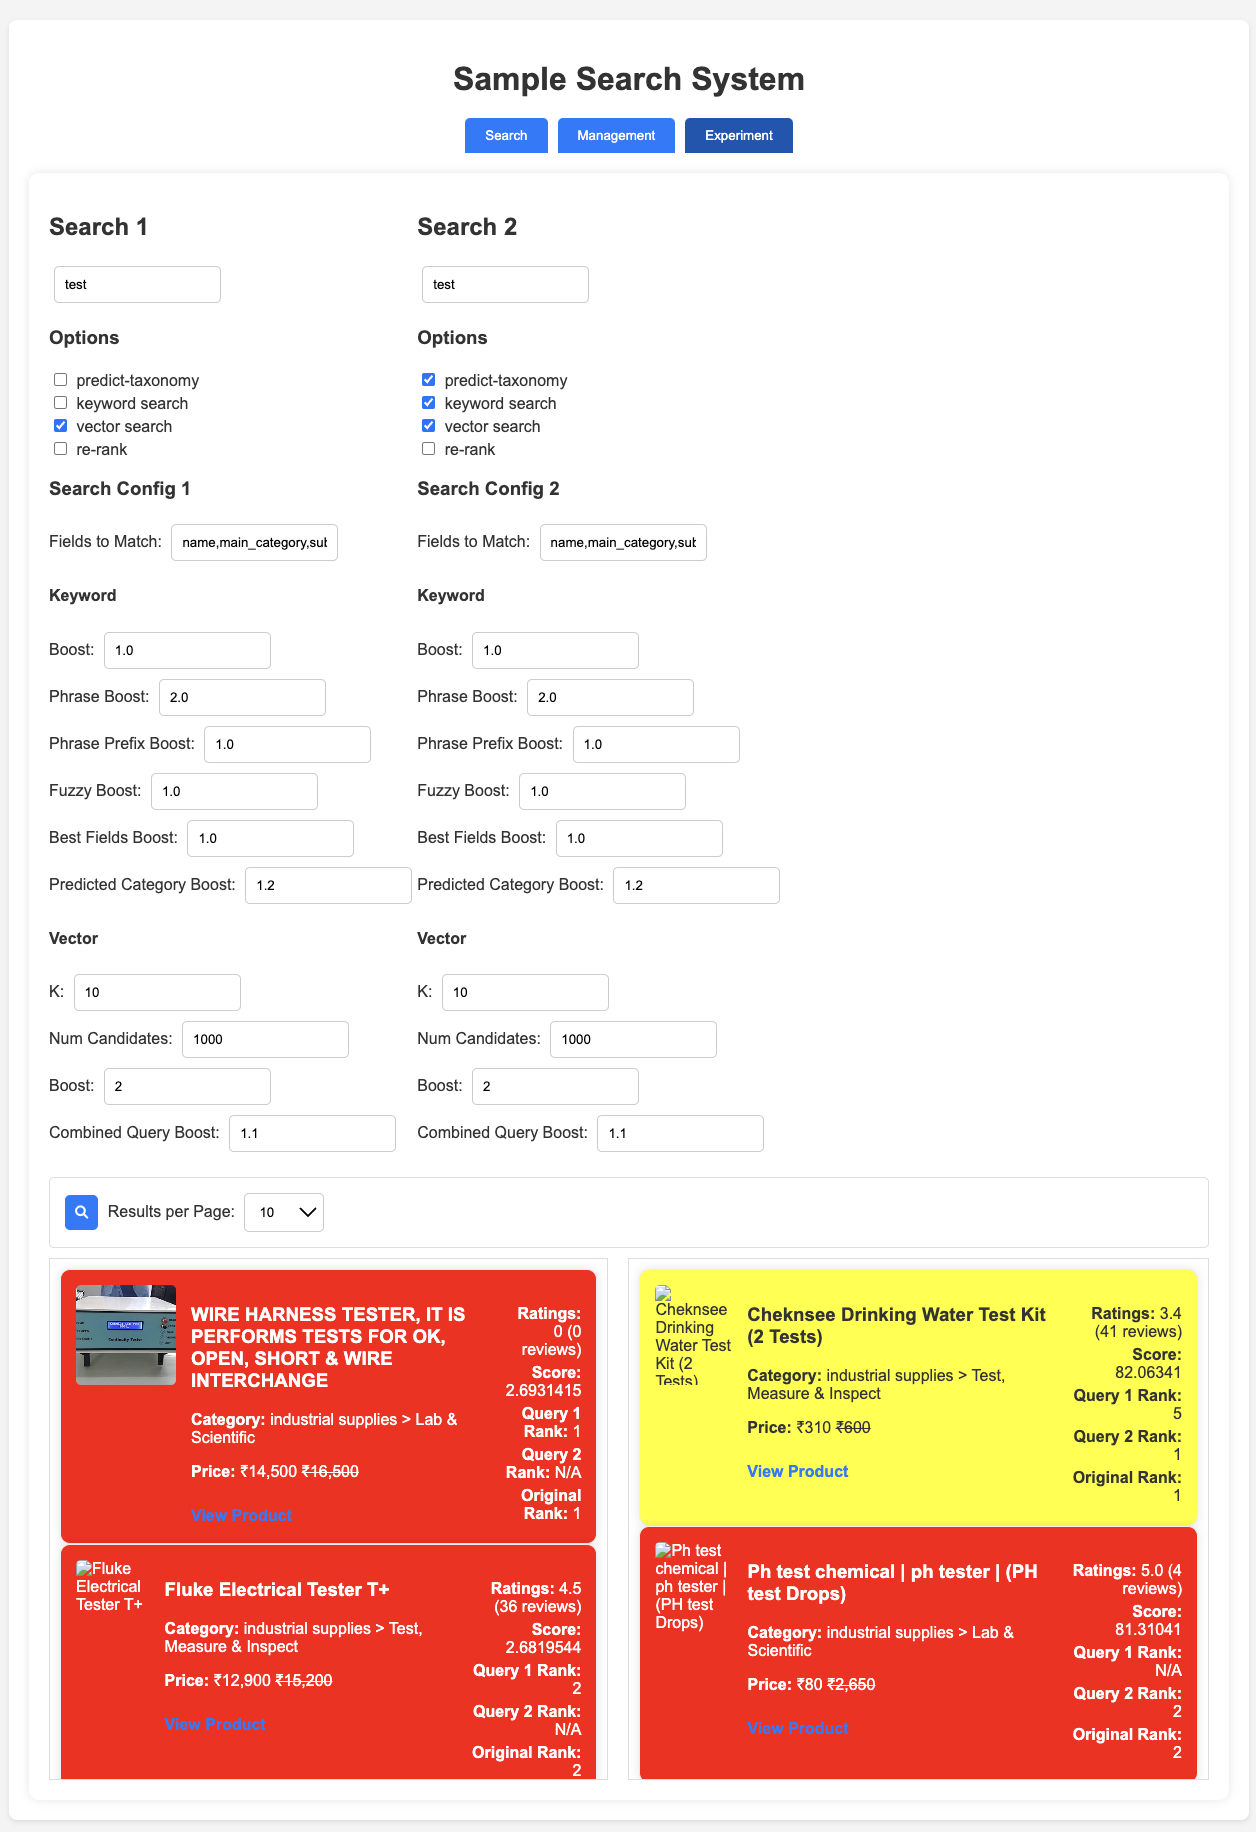 Sample Search System
Search
Management
Experiment
Search 1
test
Options
predict-taxonomy
keyword search
vector search
re-rank
Search Config 1
Fields to Match:
name,main_category,sub
Keyword
Boost:
1.0
Phrase Boost:
2.0
Phrase Prefix Boost:
1.0
Fuzzy Boost:
1.0
Best Fields Boost:
1.0
Predicted Category Boost:
1.2
Vector
K:
10
Num Candidates:
1000
Boost:
2
Combined Query Boost:
1.1
Search 2
test
Options
predict-taxonomy
keyword search
vector search
re-rank
Search Config 2
Fields to Match:
name,main_category,sub
Keyword
Boost:
1.0
Phrase Boost:
2.0
Phrase Prefix Boost:
1.0
Fuzzy Boost:
1.0
Best Fields Boost:
1.0
Predicted Category Boost:
1.2
Vector
K:
10
Num Candidates:
1000
Boost:
2
Combined Query Boost:
1.1
Results per Page:
10
WIRE HARNESS TESTER, IT IS
PERFORMS TESTS FOR OK,
OPEN, SHORT & WIRE
INTERCHANGE
Category: industrial supplies > Lab &
Scientific
Price: ₹14,500 ₹16,500
View Product
Ratings:
0 (0
reviews)
Score:
2.6931415
Query 1
Rank: 1
Query 2
Rank: N/A
Original
Rank: 1
Fluke
Electrical
Tester T+
Fluke Electrical Tester T+
Category: industrial supplies > Test,
Measure & Inspect
Price: ₹12,900 ₹15,200
View Product
Ratings: 4.5
(36 reviews)
Score:
2.6819544
Query 1 Rank:
2
Query 2 Rank:
N/A
Original Rank:
2
Cheknsee
Drinking
Water Test
Kit (2
Tests)
Cheknsee Drinking Water Test Kit
(2 Tests)
Category: industrial supplies > Test,
Measure & Inspect
Price: ₹310 ₹600
View Product
Ratings: 3.4
(41 reviews)
Score:
82.06341
Query 1 Rank:
5
Query 2 Rank:
1
Original Rank:
1
Ph test
chemical |
ph tester |
(PH test
Drops)
Ph test chemical | ph tester | (PH
test Drops)
Category: industrial supplies > Lab &
Scientific
Price: ₹80 ₹2,650
View Product
Ratings: 5.0 (4
reviews)
Score:
81.31041
Query 1 Rank:
N/A
Query 2 Rank:
2
Original Rank:
2